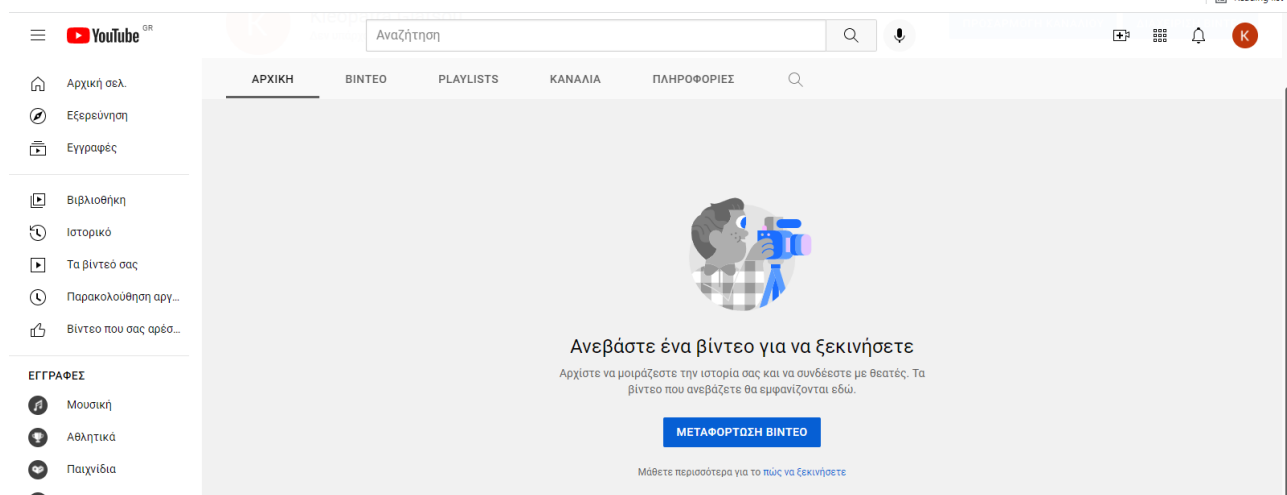 YouTube GR
Αναζήτηση
K
Αρχική σελ.
Εξερεύνηση
Εγγραφές
Βιβλιοθήκη
Ιστορικό
Τα βίντεό σας
Παρακολούθηση αργ...
Βίντεο που σας αρέσ...
ΕΓΓΡΑΦΕΣ
Μουσική
Αθλητικά
Παιχνίδια
ΑΡΧΙΚΗ ΒΙΝΤΕΟ PLAYLISTS ΚΑΝΑΛΙΑ ΠΛΗΡΟΦΟΡΙΕΣ
Ανεβάστε ένα βίντεο για να ξεκινήσετε
Αρχίστε να μοιράζεστε την ιστορία σας και να συνδέεστε με θεατές. Τα
βίντεο που ανεβάζετε θα εμφανίζονται εδώ.
ΜΕΤΑΦΟΡΤΩΣΗ ΒΙΝΤΕΟ
Μάθετε περισσότερα για το πώς να ξεκινήσετε